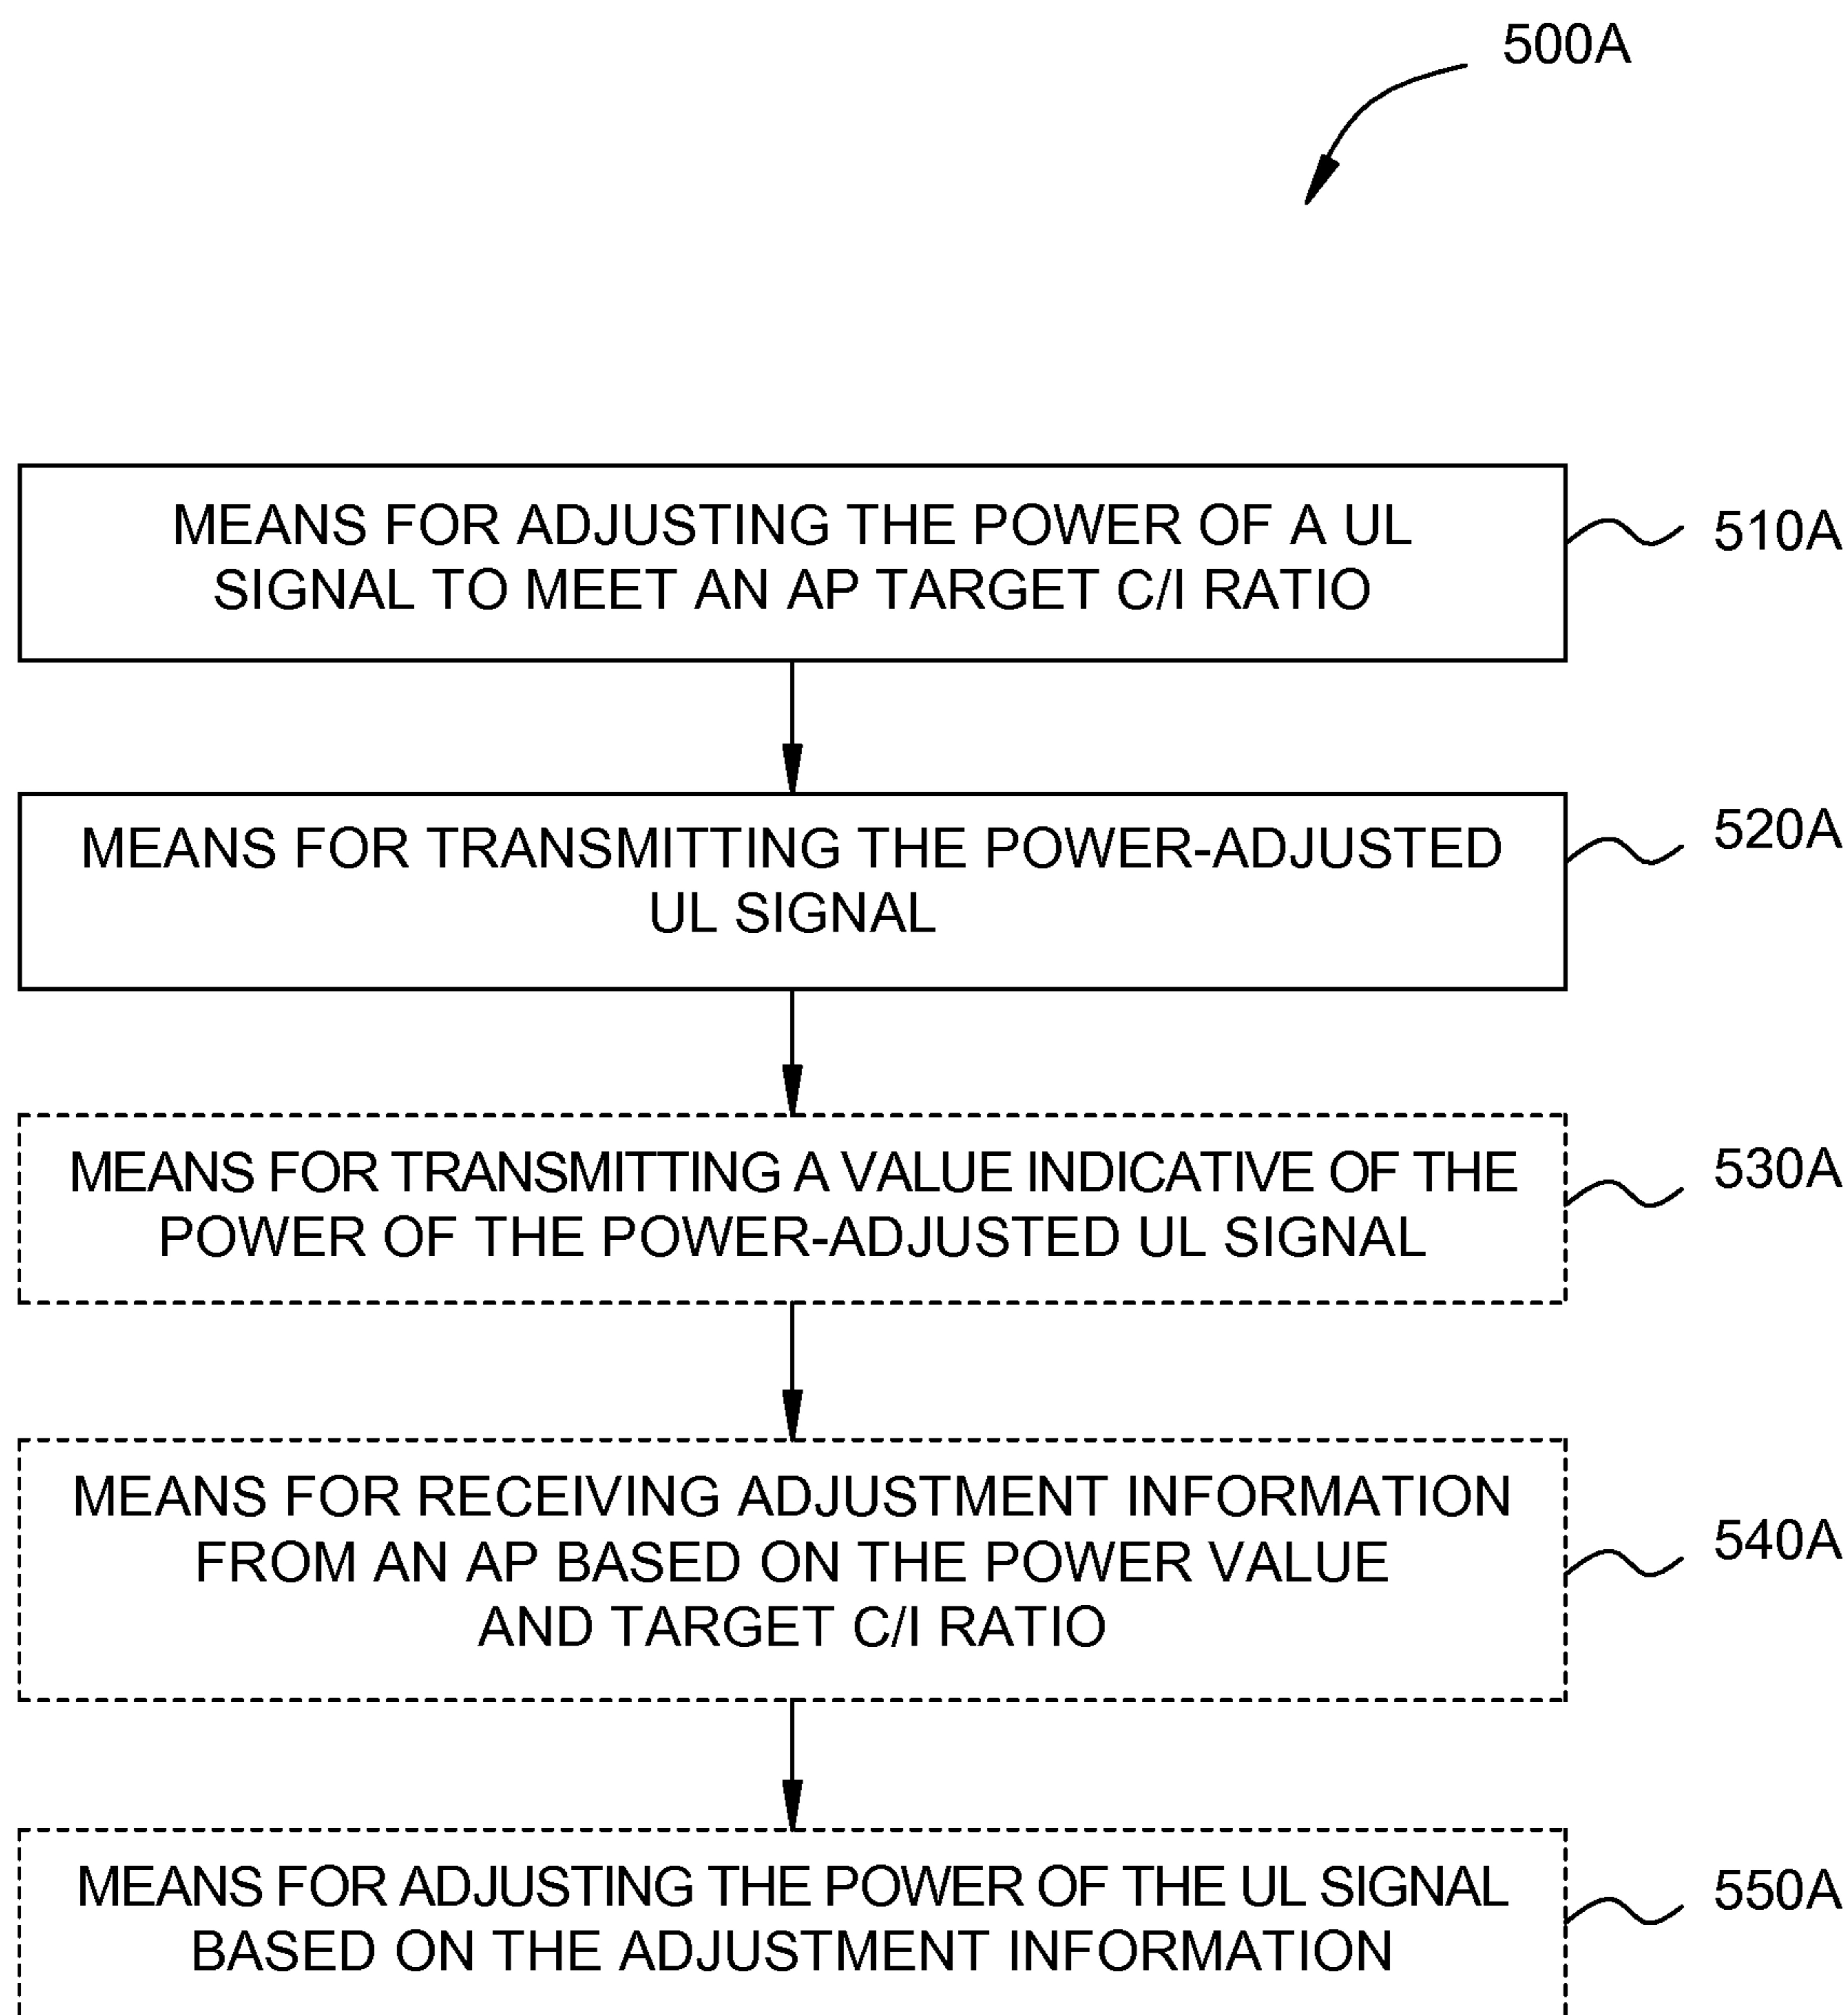 500A
MEANS FOR ADJUSTING THE POWER OF A UL
SIGNAL TO MEET AN AP TARGET C/I RATIO
510A
MEANS FOR TRANSMITTING THE POWER-ADJUSTED
UL SIGNAL
520A
MEANS FOR TRANSMITTING A VALUE INDICATIVE OF THE
POWER OF THE POWER-ADJUSTED UL SIGNAL
530A
MEANS FOR RECEIVING ADJUSTMENT INFORMATION
FROM AN AP BASED ON THE POWER VALUE
AND TARGET C/I RATIO
540A
MEANS FOR ADJUSTING THE POWER OF THE UL SIGNAL
BASED ON THE ADJUSTMENT INFORMATION
550A